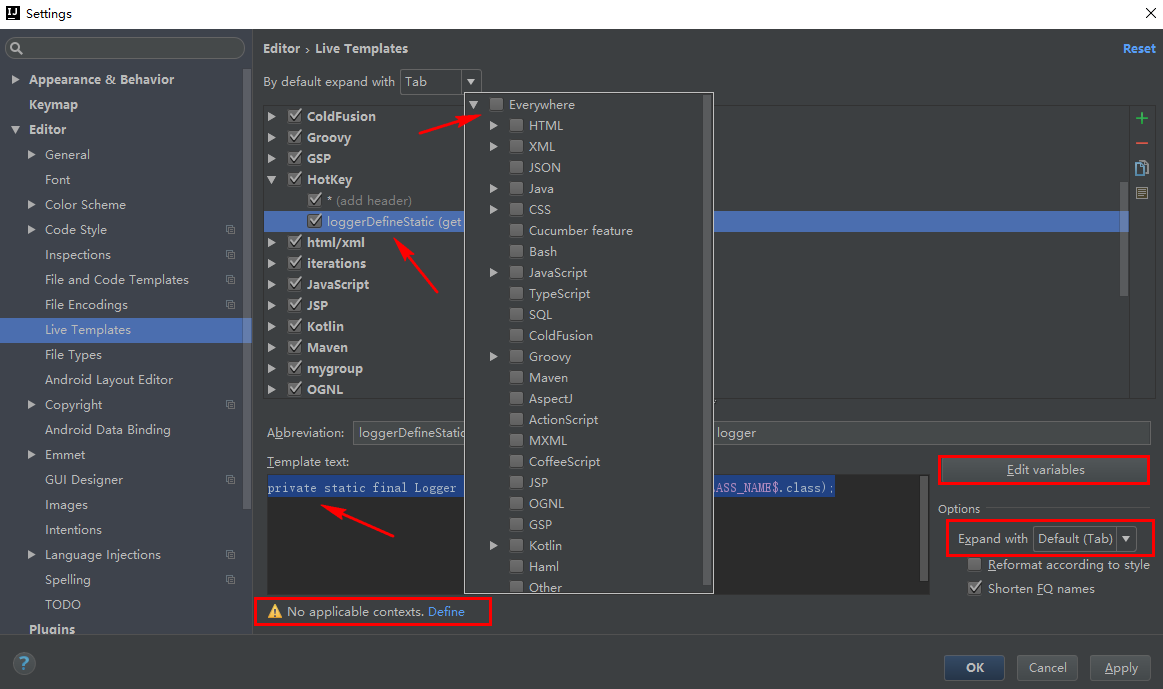 Settings
Editor › Live Templates
Reset
By default expand with Tab
Appearance & Behavior
Keymap
Editor
General
Font
Color Scheme
Code Style
Inspections
File and Code Templates
File Encodings
Live Templates
File Types
Android Layout Editor
Copyright
Android Data Binding
Emmet
GUI Designer
Images
Intentions
Language Injections
Spelling
TODO
Plugins
ColdFusion
Groovy
GSP
HotKey
* (add header)
loggerDefineStatic (get
html/xml
iterations
JavaScript
JSP
Kotlin
Maven
mygroup
OGNL
Everywhere
HTML
XML
JSON
Java
CSS
Cucumber feature
Bash
JavaScript
TypeScript
SQL
ColdFusion
Groovy
Maven
AspectJ
ActionScript
MXML
CoffeeScript
JSP
OGNL
GSP
Kotlin
Haml
Other
Abbreviation: loggerDefineStatic logger
Template text:
private static final Logger ASS_NAME$.class);
Edit variables
Options
Expand with Default (Tab)
Reformat according to style
Shorten FQ names
No applicable contexts. Define
?
OK Cancel Apply